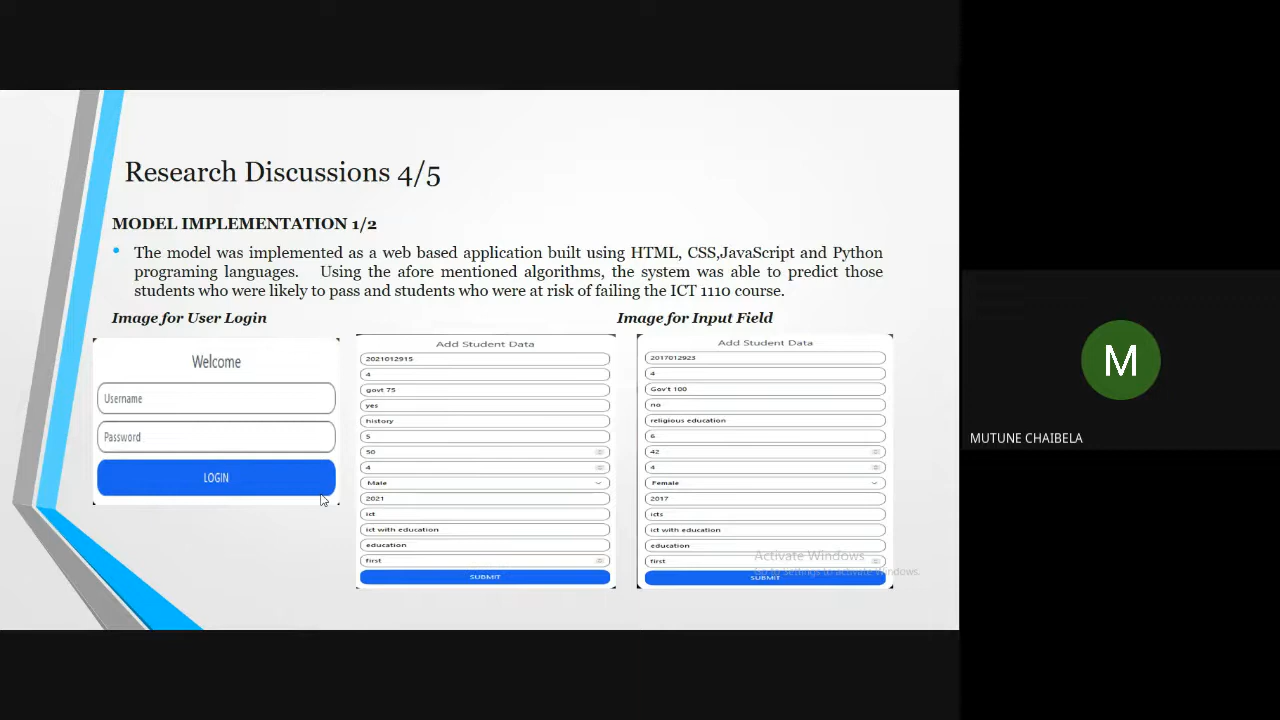 Research Discussions 4/5
MODEL IMPLEMENTATION 1/2
• The model was implemented as a web based application built using HTML, CSS,JavaScript and Python
programing languages. Using the afore mentioned algorithms, the system was able to predict those
students who were likely to pass and students who were at risk of failing the ICT 1110 course.
Image for User Login
Image for Input Field
Welcome
Username
Password
LOGIN
Add Student Data
2021012915
4
govt 75
yes
history
5
50
4
Male
2021
ict
ict with education
education
first
SUBMIT
Add Student Data
2017012923
4
Gov't 100
no
religious education
6
42
4
Female
2017
icts
ict with education
education
first
SUBMIT
Activate Windows
Go to Settings to activate Windows.
M
MUTUNE CHAIBELA